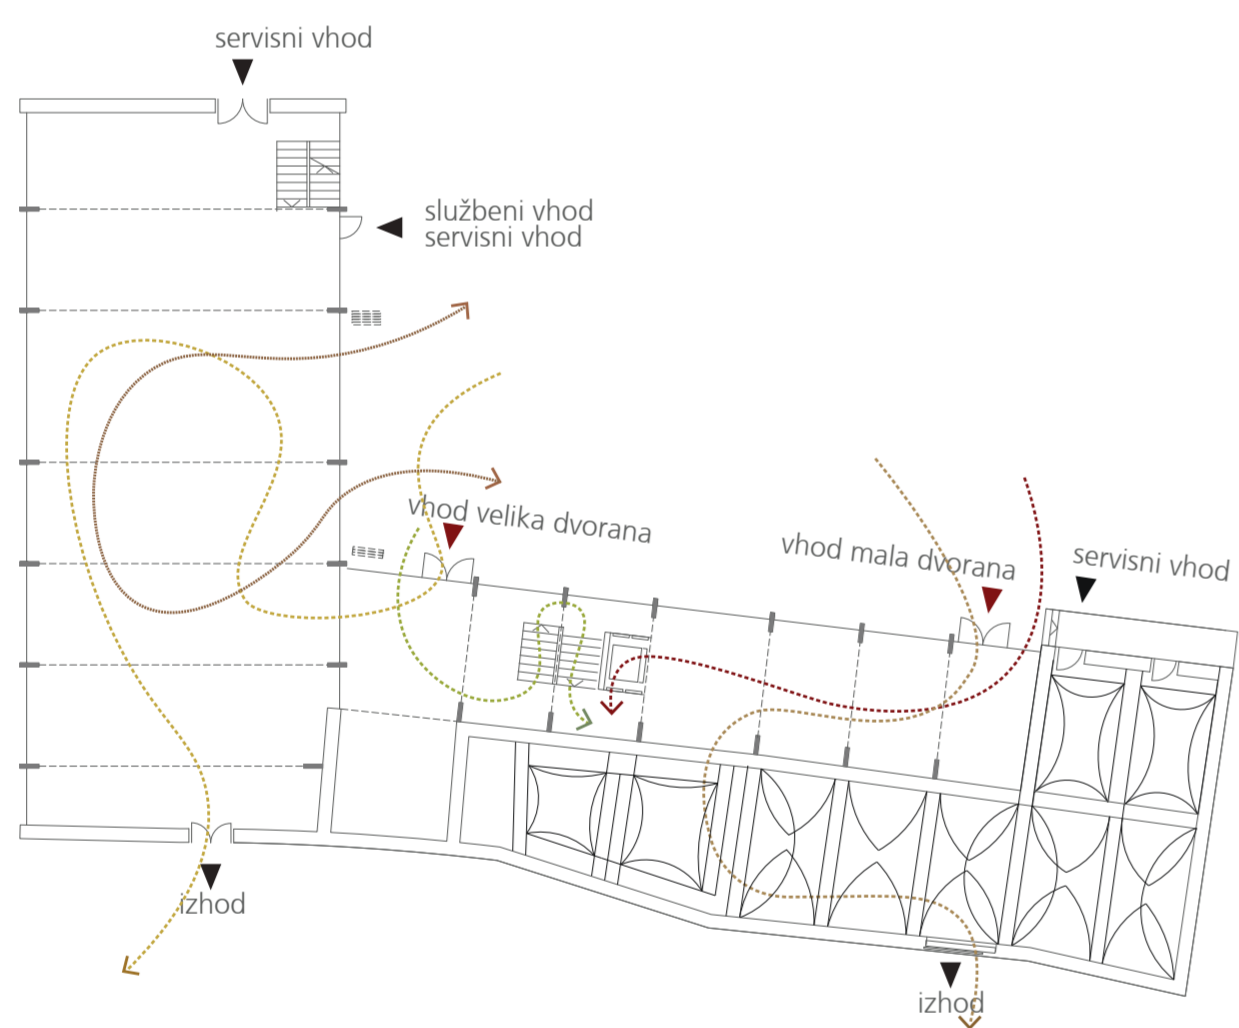 servisni vhod
službeni vhod
servisni vhod
vhod velika dvorana
vhod mala dvorana
servisni vhod
izhod
izhod